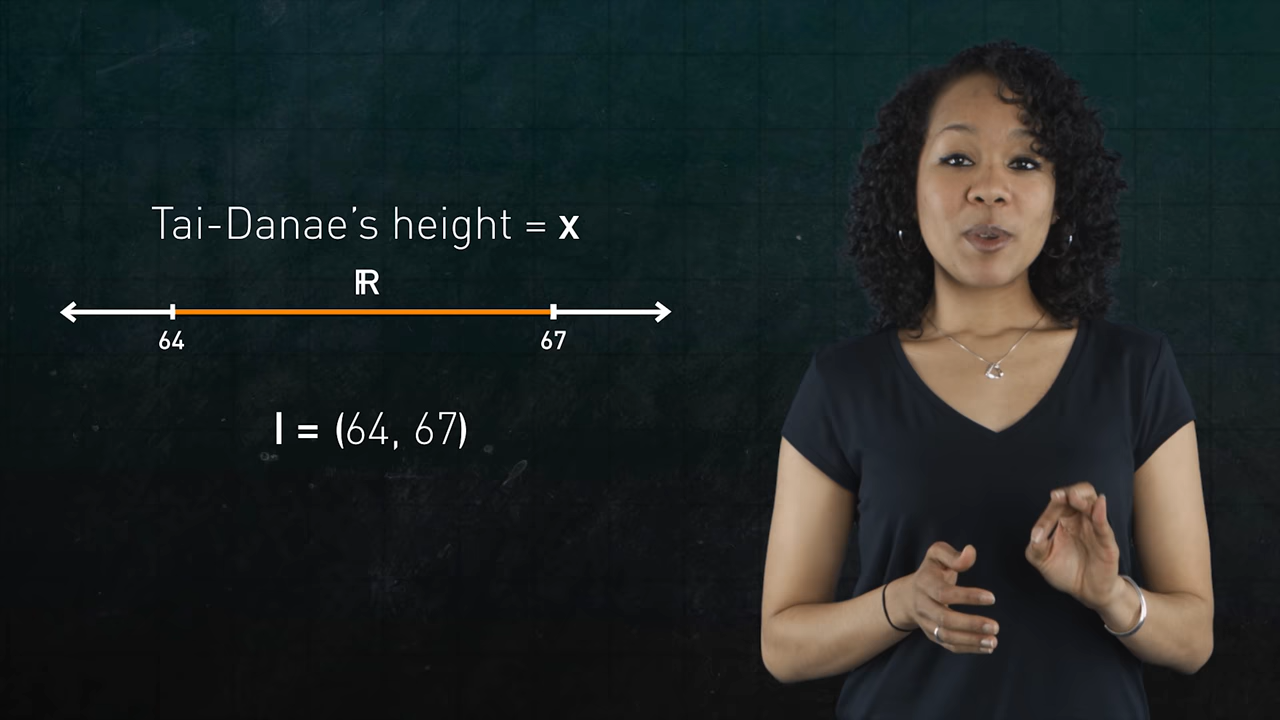 Tai-Danae's height = x
ℝ
64 67
I = (64, 67)